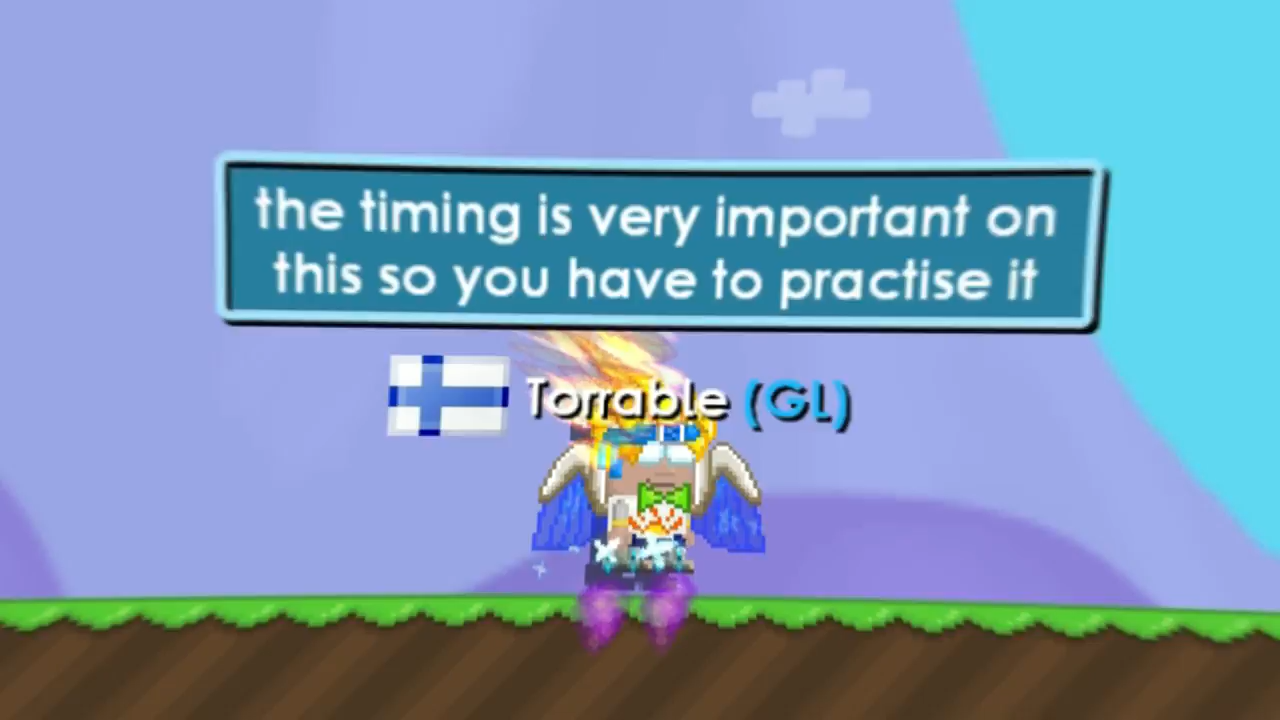 the timing is very important on
this so you have to practise it
Torrable (GL)